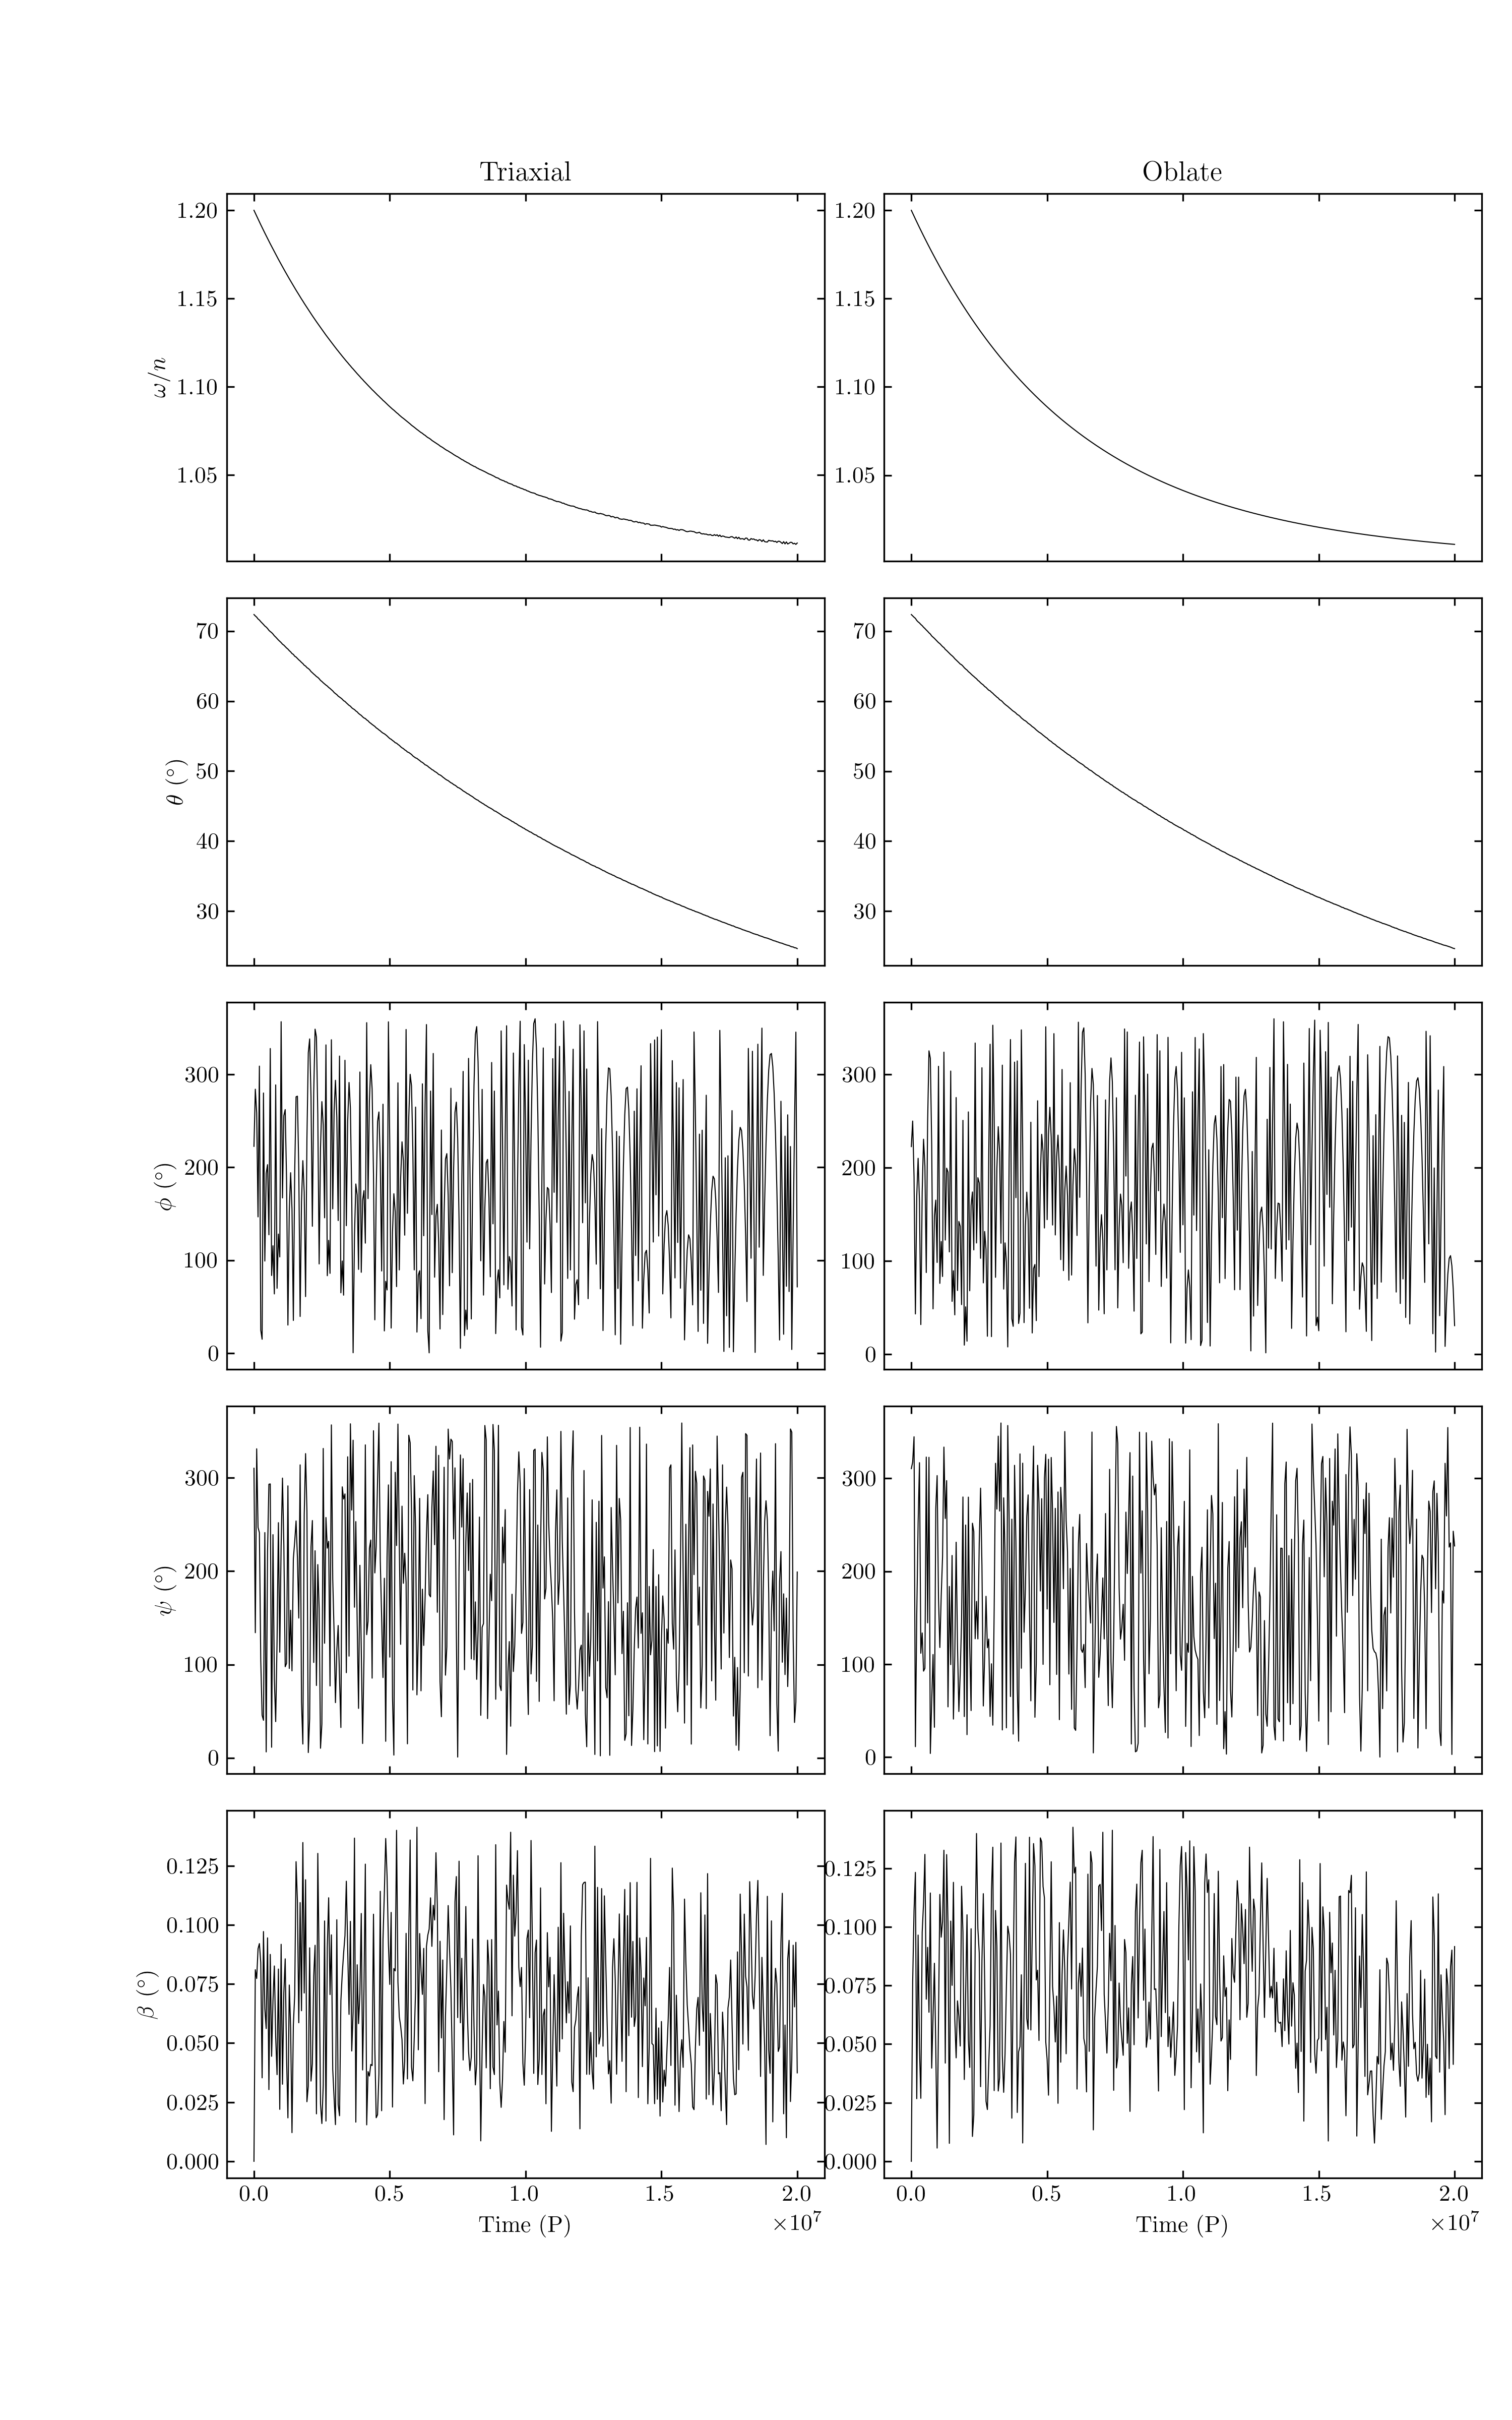 Triaxial Oblate
1.20 1.20
1.15 1.15
ω/n 1.10 1.10
1.05 1.05
70 70
60 60
θ (°) 50 50
40 40
30 30
300 300
ϕ (°) 200 200
100 100
0 0
300 300
ψ (°) 200 200
100 100
0 0
0.125 0.125
0.100 0.100
β (°) 0.075 0.075
0.050 0.050
0.025 0.025
0.000 0.000
0.0 0.5 1.0 1.5 2.0 0.0 0.5 1.0 1.5 2.0
Time (P) ×10⁷ Time (P) ×10⁷